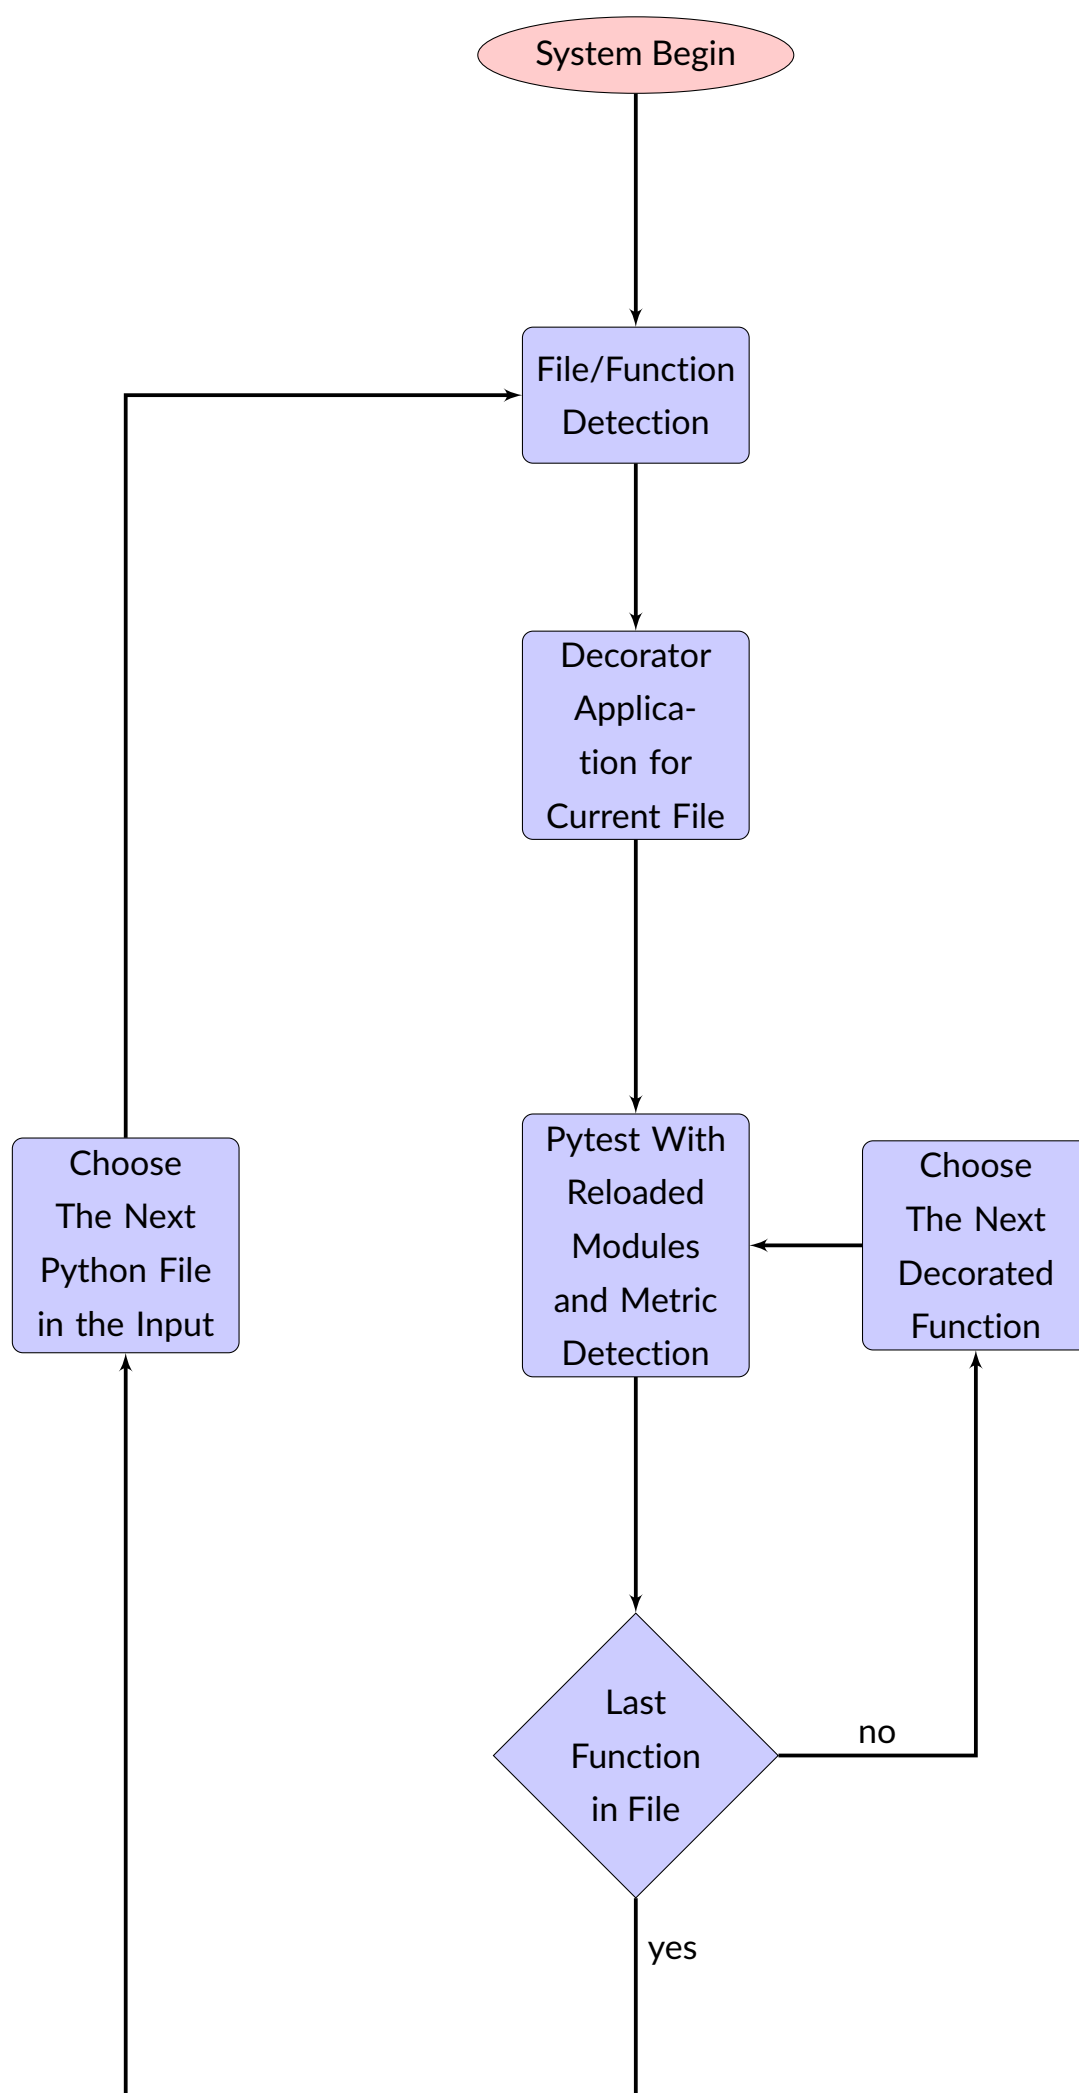 System Begin
File/Function
Detection
Decorator
Applica-
tion for
Current File
Choose
The Next
Python File
in the Input
Pytest With
Reloaded
Modules
and Metric
Detection
Choose
The Next
Decorated
Function
Last
Function
in File
no
yes